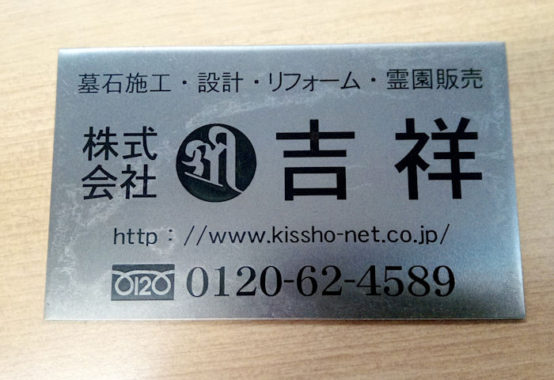 墓石施工・設計・リフォーム・霊園販売
株式会社 吉祥
http://www.kissho-net.co.jp/
0120 0120-62-4589